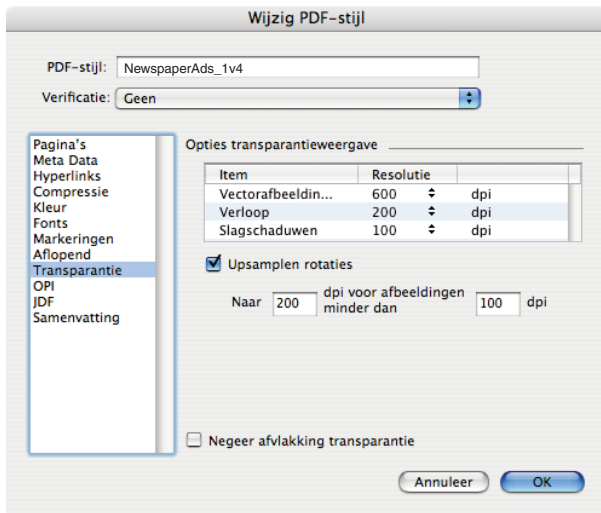 Wijzig PDF-stijl
PDF-stijl: NewspaperAds_1v4
Verificatie: Geen
Pagina's
Meta Data
Hyperlinks
Compressie
Kleur
Fonts
Markeringen
Aflopend
Transparantie
OPI
JDF
Samenvatting
Opties transparantieweergave
Item Resolutie
Vectorafbeeldin... 600 dpi
Verloop 200 dpi
Slagschaduwen 100 dpi
Upsamplen rotaties
Naar 200 dpi voor afbeeldingen minder dan 100 dpi
Negeer afvlakking transparantie
Annuleer OK